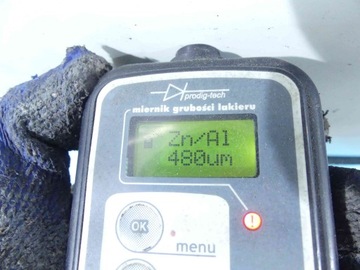 prodig-tech
miernik grubości lakieru
Zn/Al
480um
OK
menu